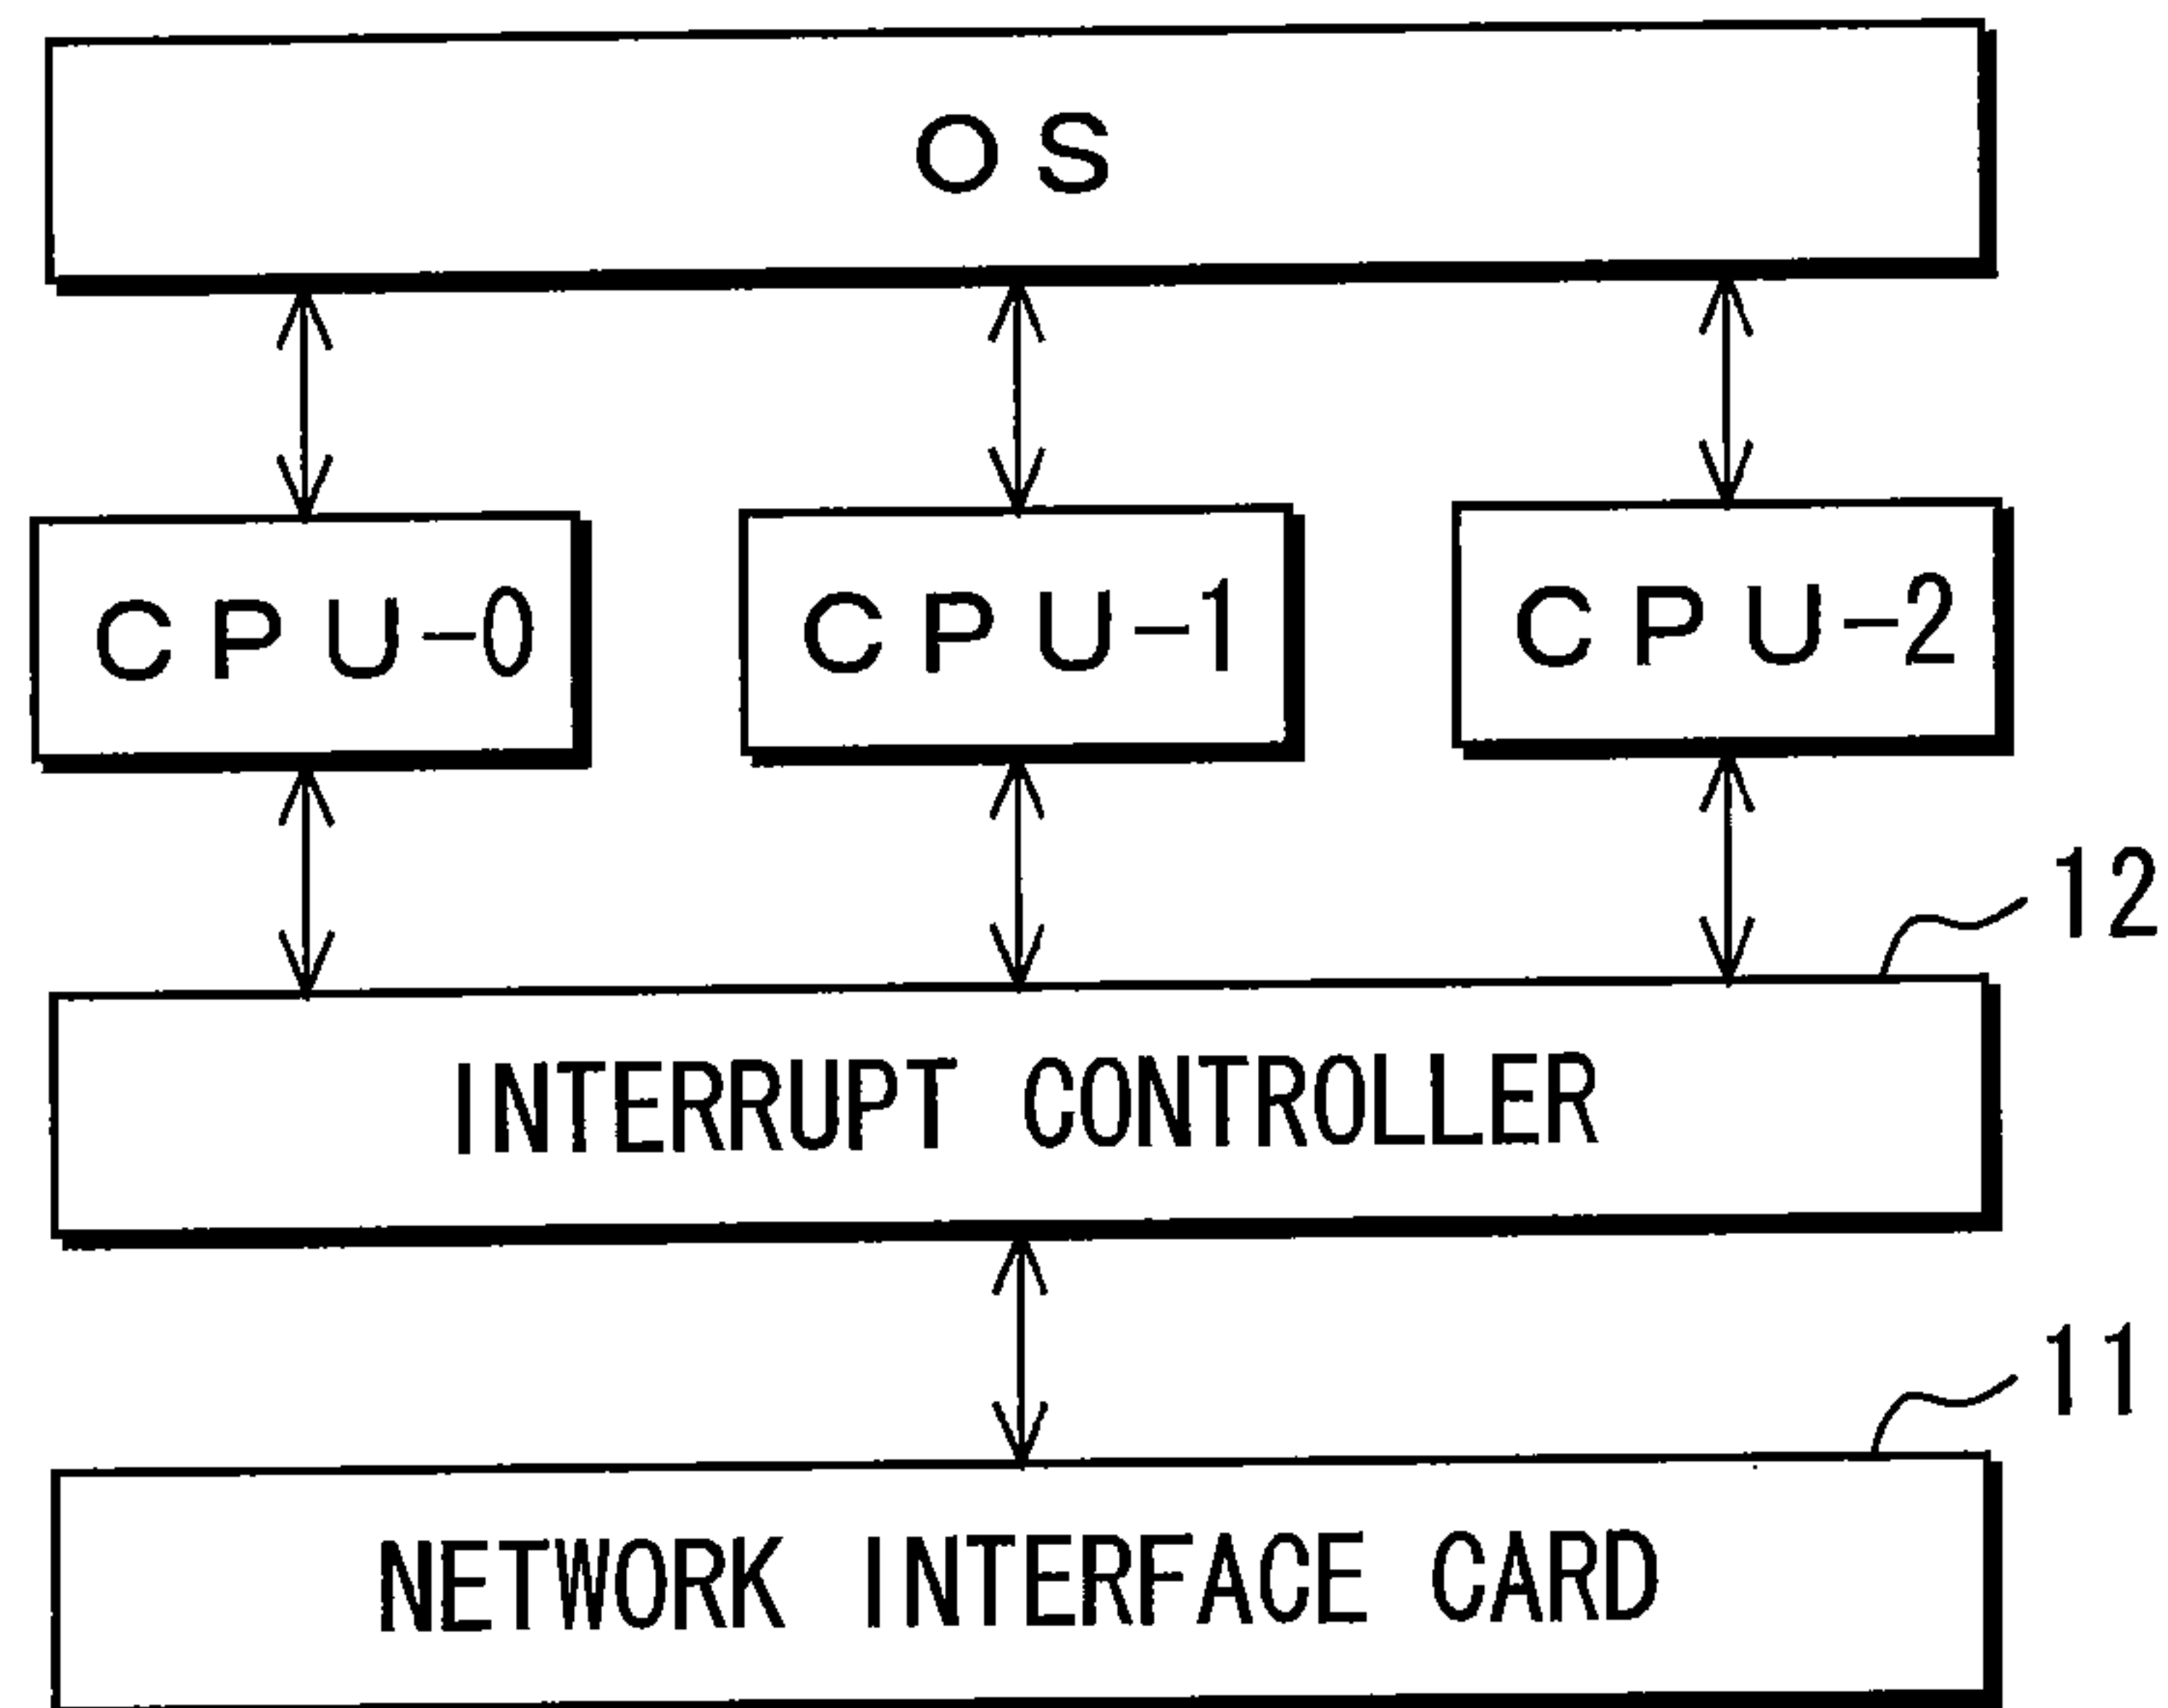 OS
CPU-0
CPU-1
CPU-2
12
INTERRUPT CONTROLLER
11
NETWORK INTERFACE CARD